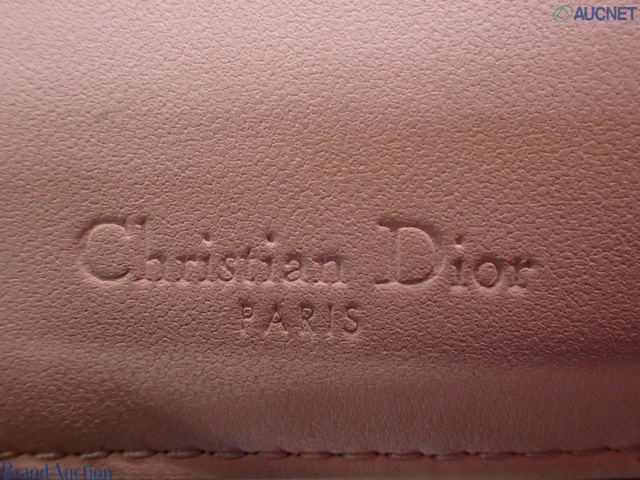 AUCNET
Christian Dior
PARIS
Brand Auction